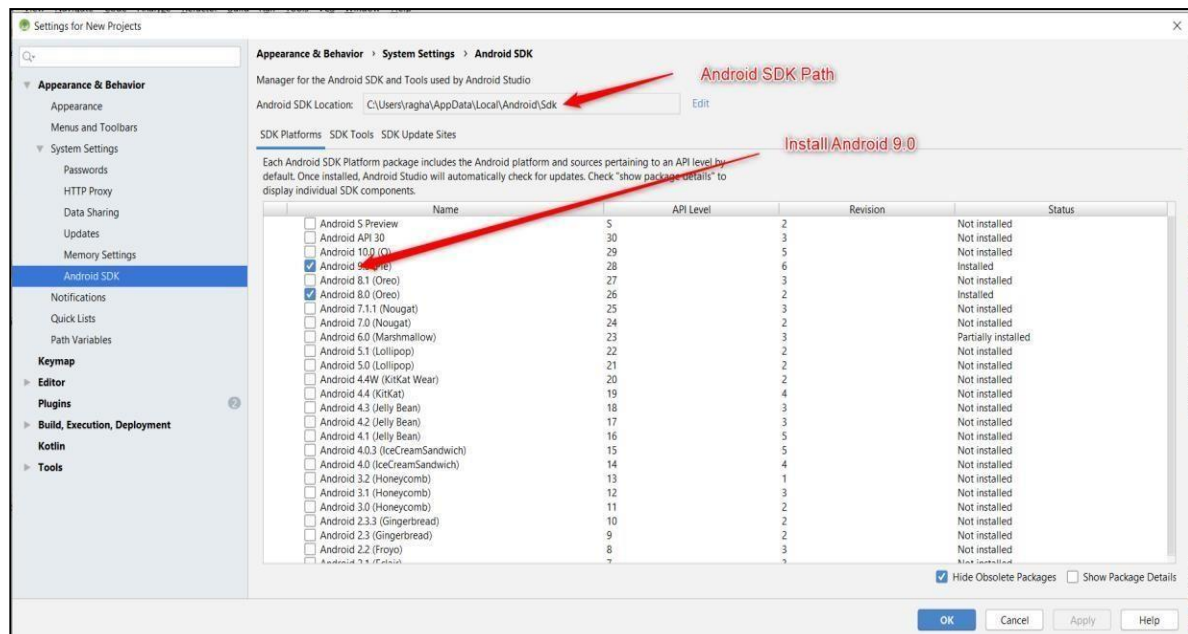 Settings for New Projects
Appearance & Behavior
Appearance
Menus and Toolbars
System Settings
Passwords
HTTP Proxy
Data Sharing
Updates
Memory Settings
Android SDK
Notifications
Quick Lists
Path Variables
Keymap
Editor
Plugins 2
Build, Execution, Deployment
Kotlin
Tools
Appearance & Behavior › System Settings › Android SDK
Manager for the Android SDK and Tools used by Android Studio
Android SDK Path
Android SDK Location: C:\Users\ragha\AppData\Local\Android\Sdk Edit
SDK Platforms SDK Tools SDK Update Sites
Install Android 9.0
Each Android SDK Platform package includes the Android platform and sources pertaining to an API level by
default. Once installed, Android Studio will automatically check for updates. Check "show package details" to
display individual SDK components.
Name API Level Revision Status
Android S Preview S 2 Not installed
Android API 30 30 3 Not installed
Android 10.0 (Q) 29 5 Not installed
Android 28 6 Installed
Android 8.1 (Oreo) 27 3 Not installed
Android 8.0 (Oreo) 26 2 Installed
Android 7.1.1 (Nougat) 25 3 Not installed
Android 7.0 (Nougat) 24 2 Not installed
Android 6.0 (Marshmallow) 23 3 Partially installed
Android 5.1 (Lollipop) 22 2 Not installed
Android 5.0 (Lollipop) 21 2 Not installed
Android 4.4W (KitKat Wear) 20 2 Not installed
Android 4.4 (KitKat) 19 4 Not installed
Android 4.3 (Jelly Bean) 18 3 Not installed
Android 4.2 (Jelly Bean) 17 3 Not installed
Android 4.1 (Jelly Bean) 16 5 Not installed
Android 4.0.3 (IceCreamSandwich) 15 5 Not installed
Android 4.0 (IceCreamSandwich) 14 4 Not installed
Android 3.2 (Honeycomb) 13 1 Not installed
Android 3.1 (Honeycomb) 12 3 Not installed
Android 3.0 (Honeycomb) 11 2 Not installed
Android 2.3.3 (Gingerbread) 10 2 Not installed
Android 2.3 (Gingerbread) 9 2 Not installed
Android 2.2 (Froyo) 8 3 Not installed
Android 2.1 (Eclair) 7 3 Not installed
Hide Obsolete Packages Show Package Details
OK Cancel Apply Help